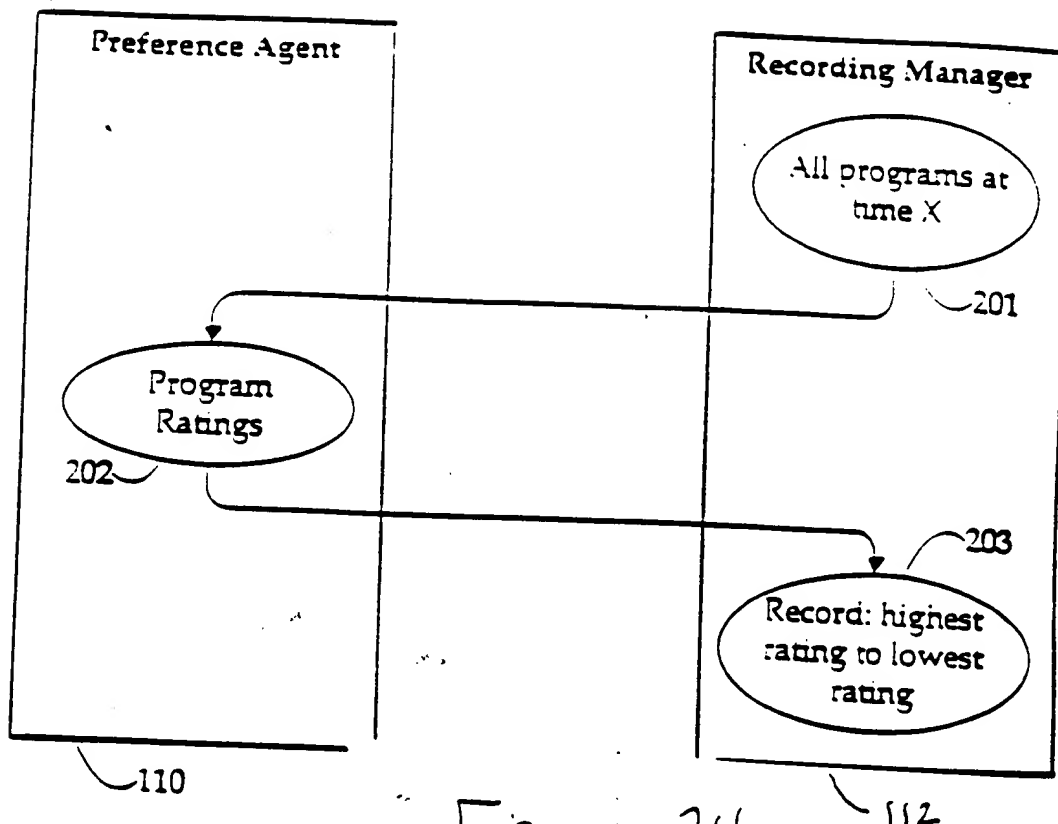 Preference Agent
Recording Manager
All programs at
time X
201
Program
Ratings
202
203
Record: highest
rating to lowest
rating
110
112